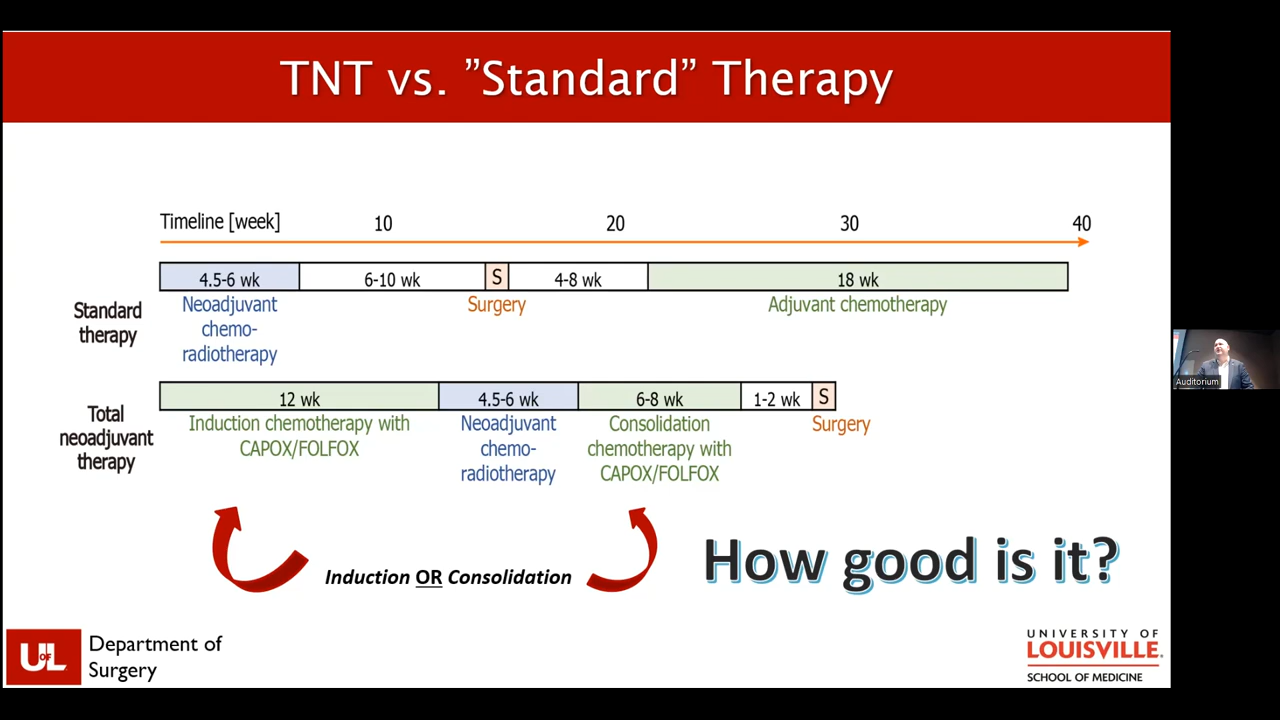 TNT vs. ”Standard” Therapy
Timeline [week] 10 20 30 40
4.5-6 wk 6-10 wk S 4-8 wk 18 wk
Standard
therapy
Neoadjuvant
chemo-
radiotherapy
Surgery
Adjuvant chemotherapy
12 wk 4.5-6 wk 6-8 wk 1-2 wk S
Total
neoadjuvant
therapy
Induction chemotherapy with
CAPOX/FOLFOX
Neoadjuvant
chemo-
radiotherapy
Consolidation
chemotherapy with
CAPOX/FOLFOX
Surgery
Induction OR Consolidation
How good is it?
UofL
Department of
Surgery
UNIVERSITY OF
LOUISVILLE.
SCHOOL OF MEDICINE
Auditorium